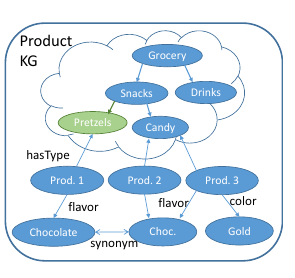 Product
KG
Grocery
Snacks
Drinks
Pretzels
Candy
hasType
Prod. 1
Prod. 2
Prod. 3
flavor
flavor
color
Chocolate
synonym
Choc.
Gold